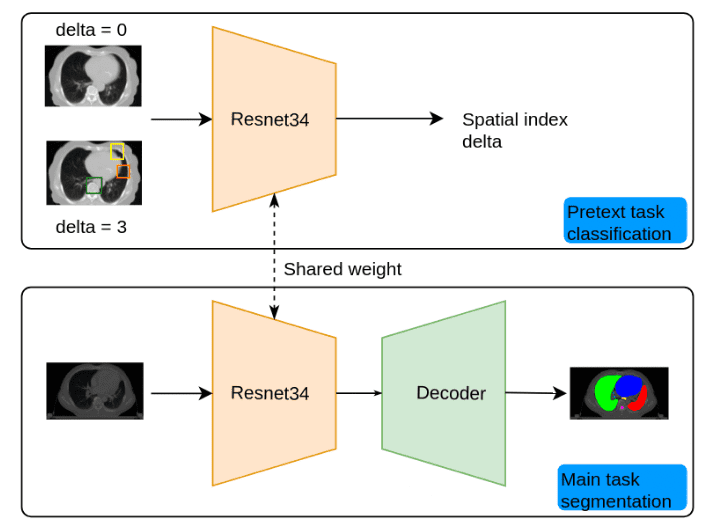 delta = 0
Resnet34
Spatial index
delta
delta = 3
Pretext task
classification
Shared weight
Resnet34
Decoder
Main task
segmentation